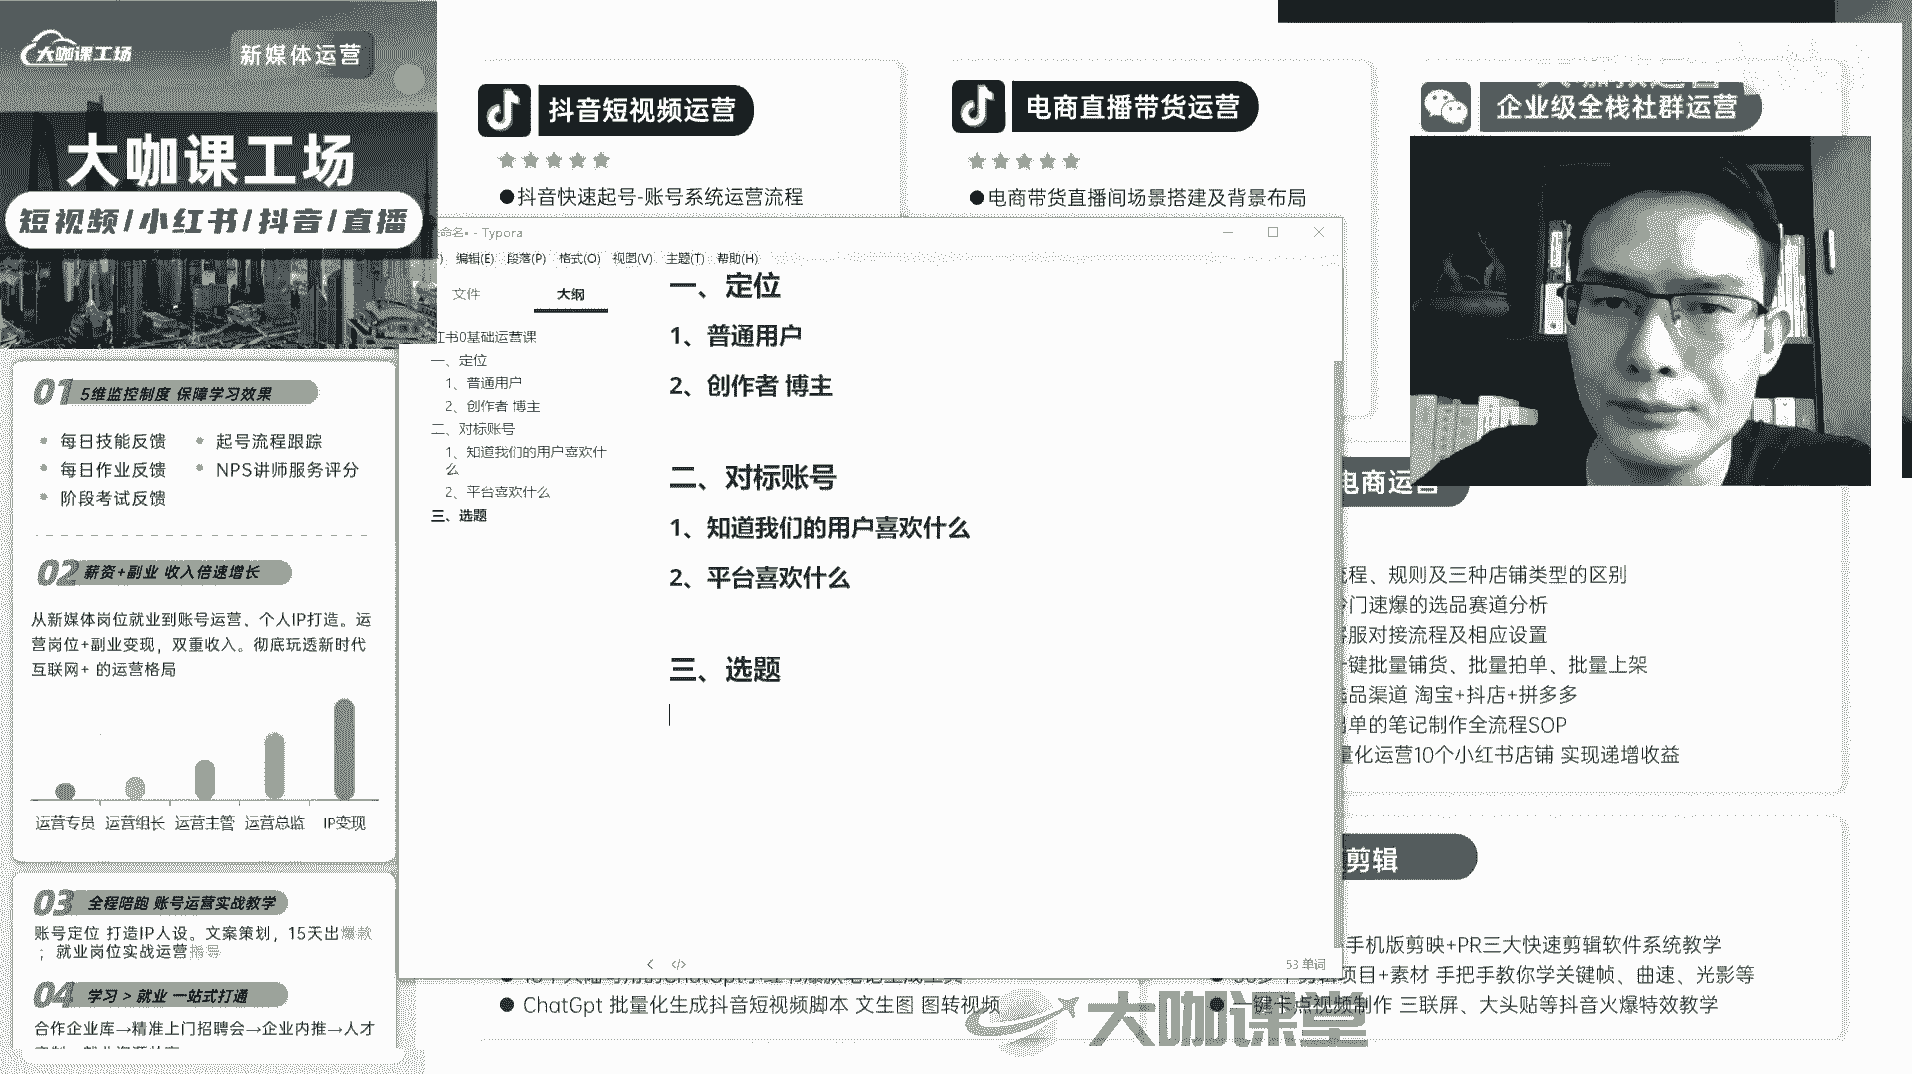 大咖课工场
新媒体运营
大咖课工场
短视频/小红书/抖音/直播
01 5维监控制度 保障学习效果
每日技能反馈
起号流程跟踪
每日作业反馈
NPS讲师服务评分
阶段考试反馈
02 薪资+副业 收入倍速增长
从新媒体岗位就业到账号运营、个人IP打造。运
营岗位+副业变现，双重收入。彻底玩透新时代
互联网+ 的运营格局
运营专员 运营组长 运营主管 运营总监 IP变现
03 全程陪跑 账号运营实战教学
账号定位 打造IP人设。文案策划，15天出爆款
；就业岗位实战运营指导
04 学习 > 就业 一站式打通
合作企业库→精准上门招聘会→企业内推→人才
抖音短视频运营
●抖音快速起号-账号系统运营流程
电商直播带货运营
●电商带货直播间场景搭建及背景布局
企业级全栈社群运营
命名• - Typora
编辑(E) 段落(P) 格式(O) 视图(V) 主题(T) 帮助(H)
文件
大纲
红书0基础运营课
一、定位
1、普通用户
2、创作者 博主
二、对标账号
1、知道我们的用户喜欢什
么
2、平台喜欢什么
三、选题
一、定位
1、普通用户
2、创作者 博主
二、对标账号
1、知道我们的用户喜欢什么
2、平台喜欢什么
三、选题
53 单词
电商运营
流程、规则及三种店铺类型的区别
门速爆的选品赛道分析
客服对接流程及相应设置
键批量铺货、批量拍单、批量上架
选品渠道 淘宝+抖店+拼多多
出单的笔记制作全流程SOP
量化运营10个小红书店铺 实现递增收益
剪辑
手机版剪映+PR三大快速剪辑软件系统教学
项目+素材 手把手教你学关键帧、曲速、光影等
● 一键卡点视频制作 三联屏、大头贴等抖音火爆特效教学
● ChatGpt 批量化生成抖音短视频脚本 文生图 图转视频
大咖课堂